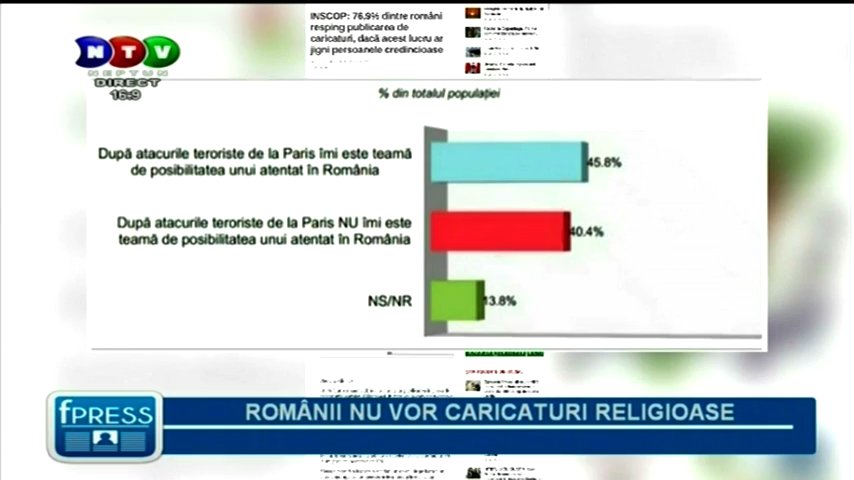 INSCOP: 76,9% dintre români
resping publicarea de
caricaturi, dacă acest lucru ar
jigni persoanele credincioase
NTV
NEPTUN
DIRECT
16:9
% din totalul populației
După atacurile teroriste de la Paris îmi este teamă
de posibilitatea unui atentat în România
45.8%
După atacurile teroriste de la Paris NU îmi este
teamă de posibilitatea unui atentat în România
40.4%
NS/NR
13.8%
fPRESS
ROMÂNII NU VOR CARICATURI RELIGIOASE